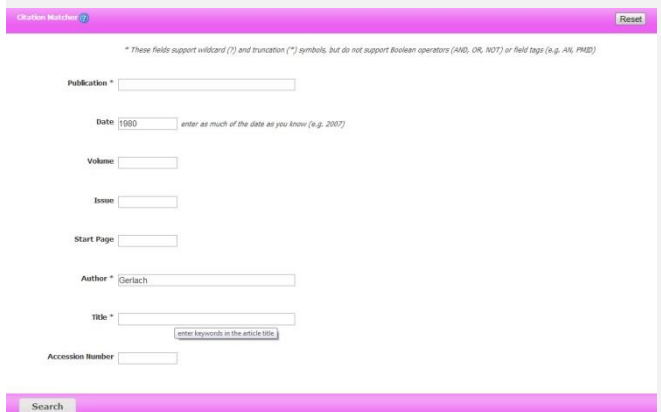 Citation Matcher ?
Reset
* These fields support wildcard (?) and truncation (*) symbols, but do not support Boolean operators (AND, OR, NOT) or field tags (e.g. AN, PMID)
Publication *
Date 1980 enter as much of the date as you know (e.g. 2007)
Volume
Issue
Start Page
Author * Gerlach
Title *
enter keywords in the article title
Accession Number
Search